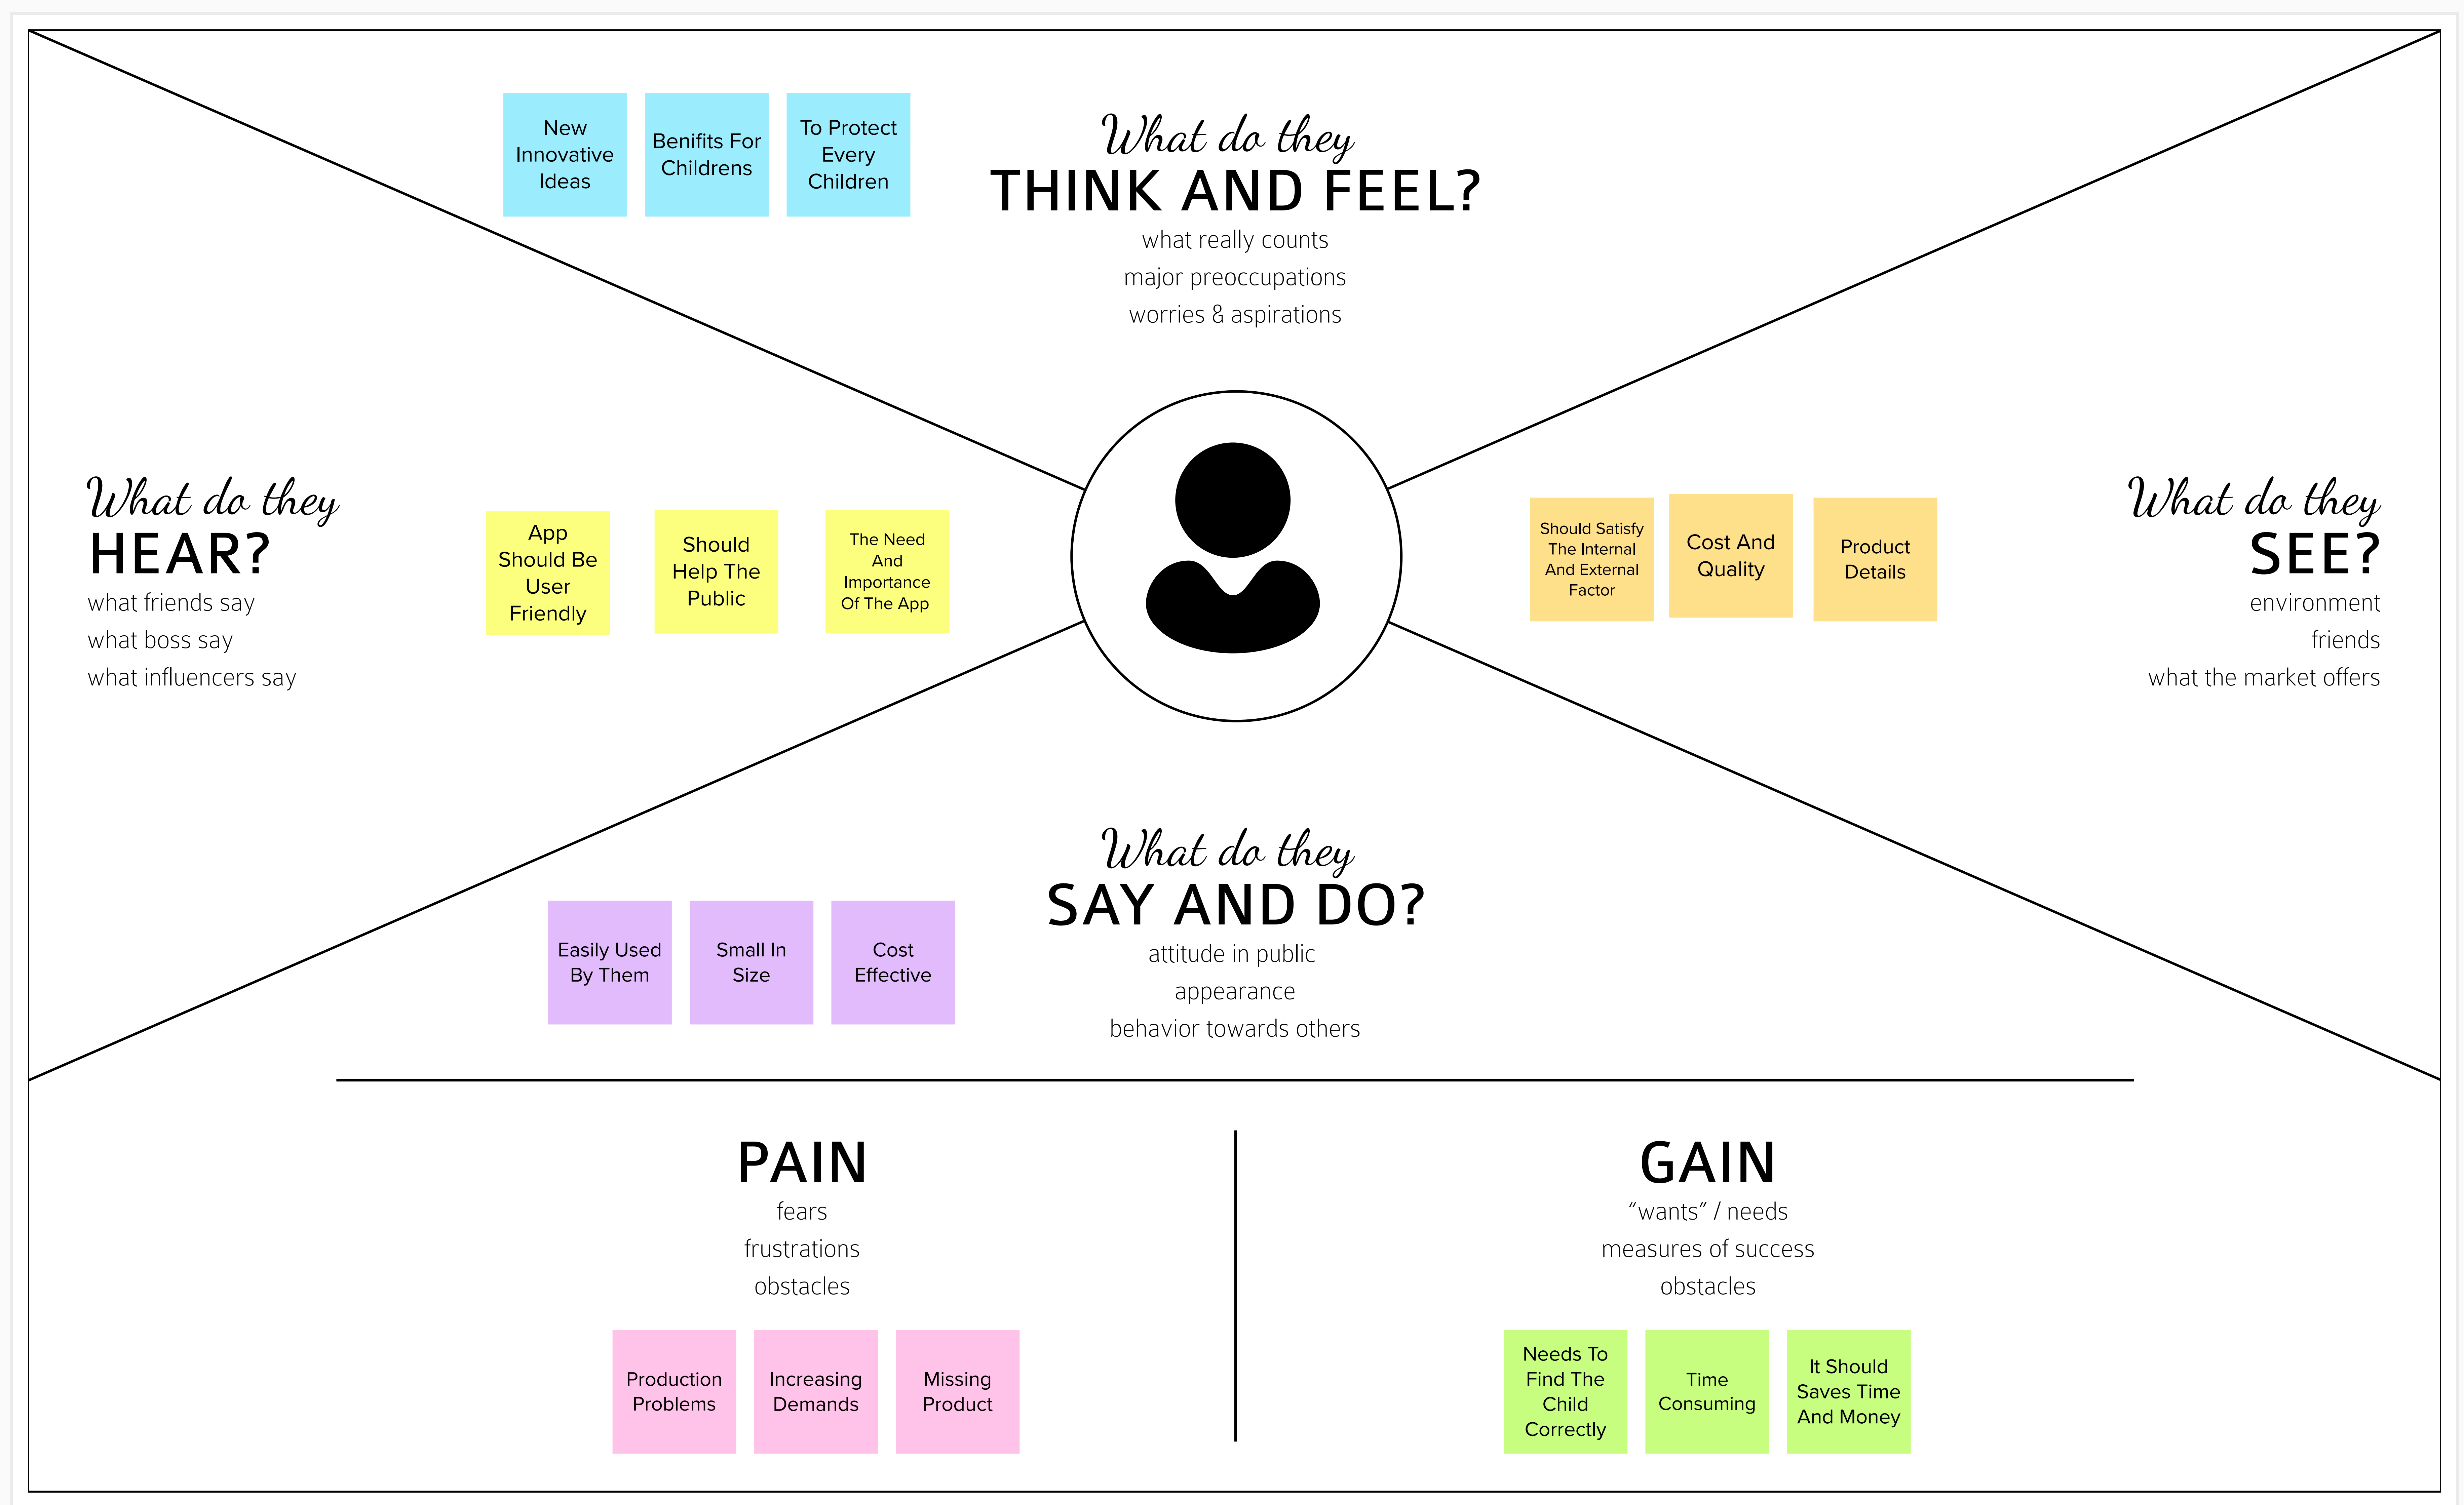 New
Innovative
Ideas
Benifits For
Childrens
To Protect
Every
Children
What do they
THINK AND FEEL?
what really counts
major preoccupations
worries & aspirations
What do they
HEAR?
what friends say
what boss say
what influencers say
App
Should Be
User
Friendly
Should
Help The
Public
The Need
And
Importance
Of The App
Should Satisfy
The Internal
And External
Factor
Cost And
Quality
Product
Details
What do they
SEE?
environment
friends
what the market offers
What do they
SAY AND DO?
attitude in public
appearance
behavior towards others
Easily Used
By Them
Small In
Size
Cost
Effective
PAIN
fears
frustrations
obstacles
Production
Problems
Increasing
Demands
Missing
Product
GAIN
“wants” / needs
measures of success
obstacles
Needs To
Find The
Child
Correctly
Time
Consuming
It Should
Saves Time
And Money